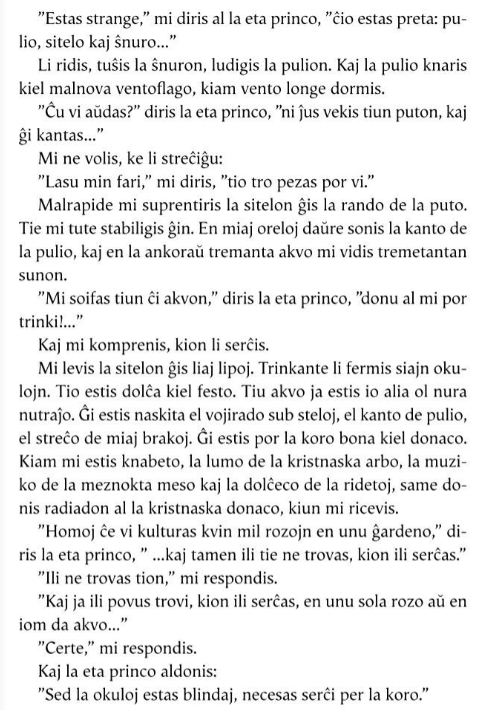 ”Estas strange,” mi diris al la eta princo, ”ĉio estas preta: pu-
lio, sitelo kaj ŝnuro...”
Li ridis, tuŝis la ŝnuron, ludigis la pulion. Kaj la pulio knaris
kiel malnova ventoflago, kiam vento longe dormis.
”Ĉu vi aŭdas?” diris la eta princo, ”ni ĵus vekis tiun puton, kaj
ĝi kantas...”
Mi ne volis, ke li streĉiĝu:
”Lasu min fari,” mi diris, ”tio tro pezas por vi.”
Malrapide mi suprentiris la sitelon ĝis la rando de la puto.
Tie mi tute stabiligis ĝin. En miaj oreloj daŭre sonis la kanto de
la pulio, kaj en la ankoraŭ tremanta akvo mi vidis tremetantan
sunon.
”Mi soifas tiun ĉi akvon,” diris la eta princo, ”donu al mi por
trinki!...”
Kaj mi komprenis, kion li serĉis.
Mi levis la sitelon ĝis liaj lipoj. Trinkante li fermis siajn oku-
lojn. Tio estis dolĉa kiel festo. Tiu akvo ja estis io alia ol nura
nutraĵo. Ĝi estis naskita el vojirado sub steloj, el kanto de pulio,
el streĉo de miaj brakoj. Ĝi estis por la koro bona kiel donaco.
Kiam mi estis knabeto, la lumo de la kristnaska arbo, la muzi-
ko de la meznokta meso kaj la dolĉeco de la ridetoj, same do-
nis radiadon al la kristnaska donaco, kiun mi ricevis.
”Homoj ĉe vi kulturas kvin mil rozojn en unu ĝardeno,” di-
ris la eta princo, ” ...kaj tamen ili tie ne trovas, kion ili serĉas.”
”Ili ne trovas tion,” mi respondis.
”Kaj ja ili povus trovi, kion ili serĉas, en unu sola rozo aŭ en
iom da akvo...”
”Certe,” mi respondis.
Kaj la eta princo aldonis:
”Sed la okuloj estas blindaj, necesas serĉi per la koro.”